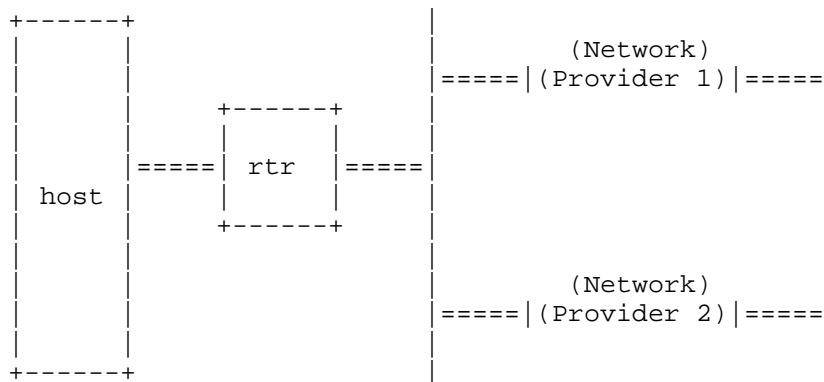 (Network)
(Provider 1)
rtr
host
(Network)
(Provider 2)